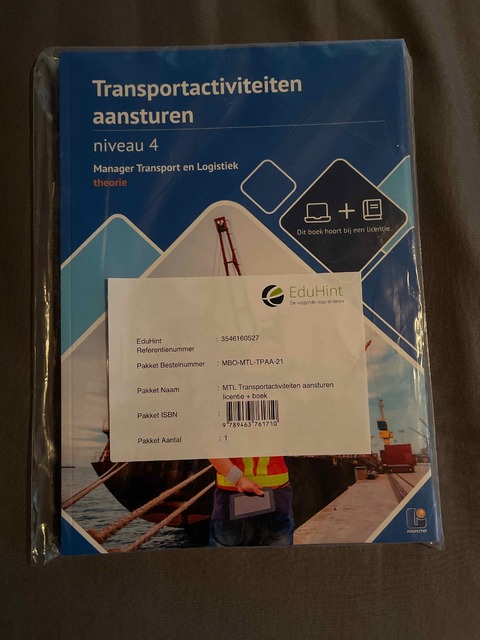 Transportactiviteiten
aansturen
niveau 4
Manager Transport en Logistiek
theorie
Dit boek hoort bij een licentie.
EduHint
De volgende stap in kennis
EduHint : 3546160527
Referentienummer
Pakket Bestelnummer : MBO-MTL-TPAA-21
Pakket Naam : MTL Transportactiviteiten aansturen
licentie + boek
Pakket ISBN :
9 789463 761710
Pakket Aantal : 1